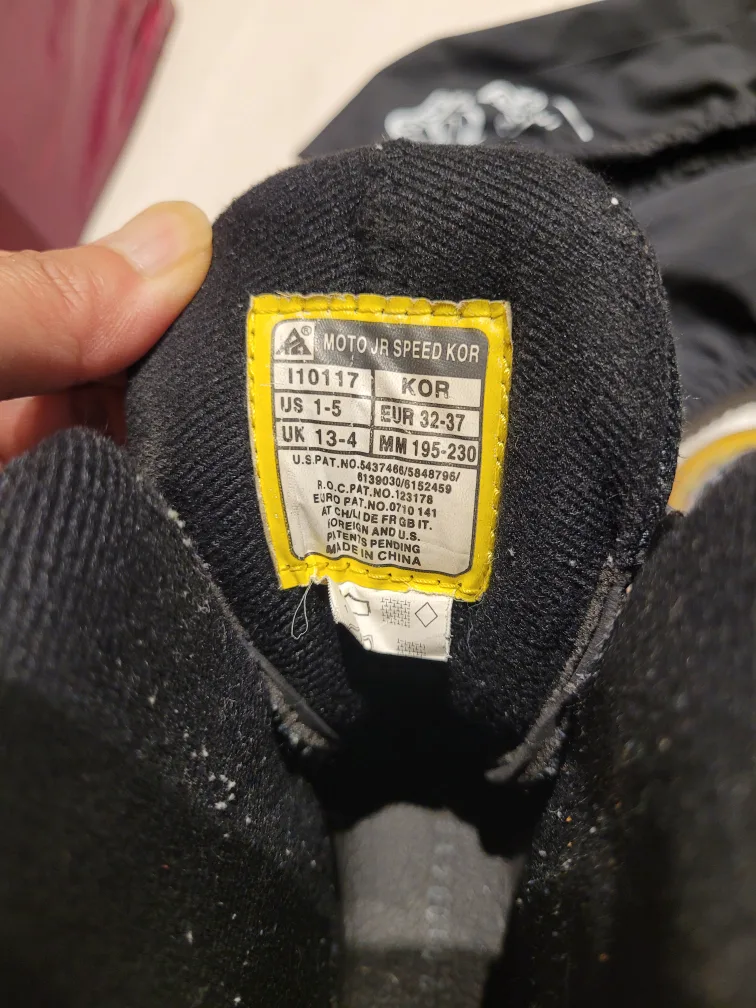 ® MOTO JR SPEED KOR
I10117 KOR
US 1-5 EUR 32-37
UK 13-4 MM 195-230
U.S.PAT.NO.5437466/5848796/
6139030/6152459
R.O.C.PAT.NO.123178
EURO PAT.NO.0710 141
AT CH/LI DE FR GB IT.
FOREIGN AND U.S.
PATENTS PENDING
MADE IN CHINA